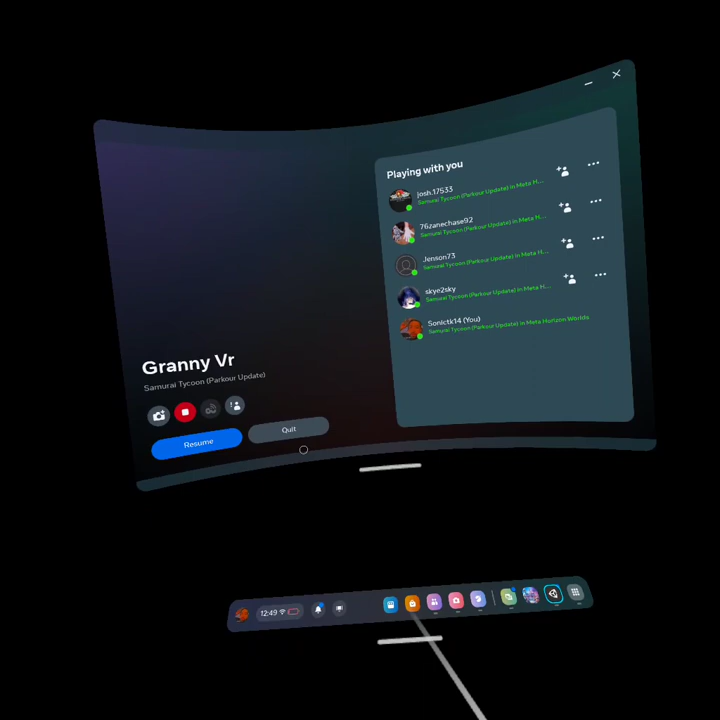 Playing with you
josh.17533
Samurai Tycoon (Parkour Update) in Meta H...
76zanechase92
Samurai Tycoon (Parkour Update) in Meta H...
Jenson73
Samurai Tycoon (Parkour Update) in Meta H...
skye2sky
Samurai Tycoon (Parkour Update) in Meta H...
Sonictk14 (You)
Samurai Tycoon (Parkour Update) in Meta Horizon Worlds
Granny Vr
Samurai Tycoon (Parkour Update)
Resume
Quit
12:49